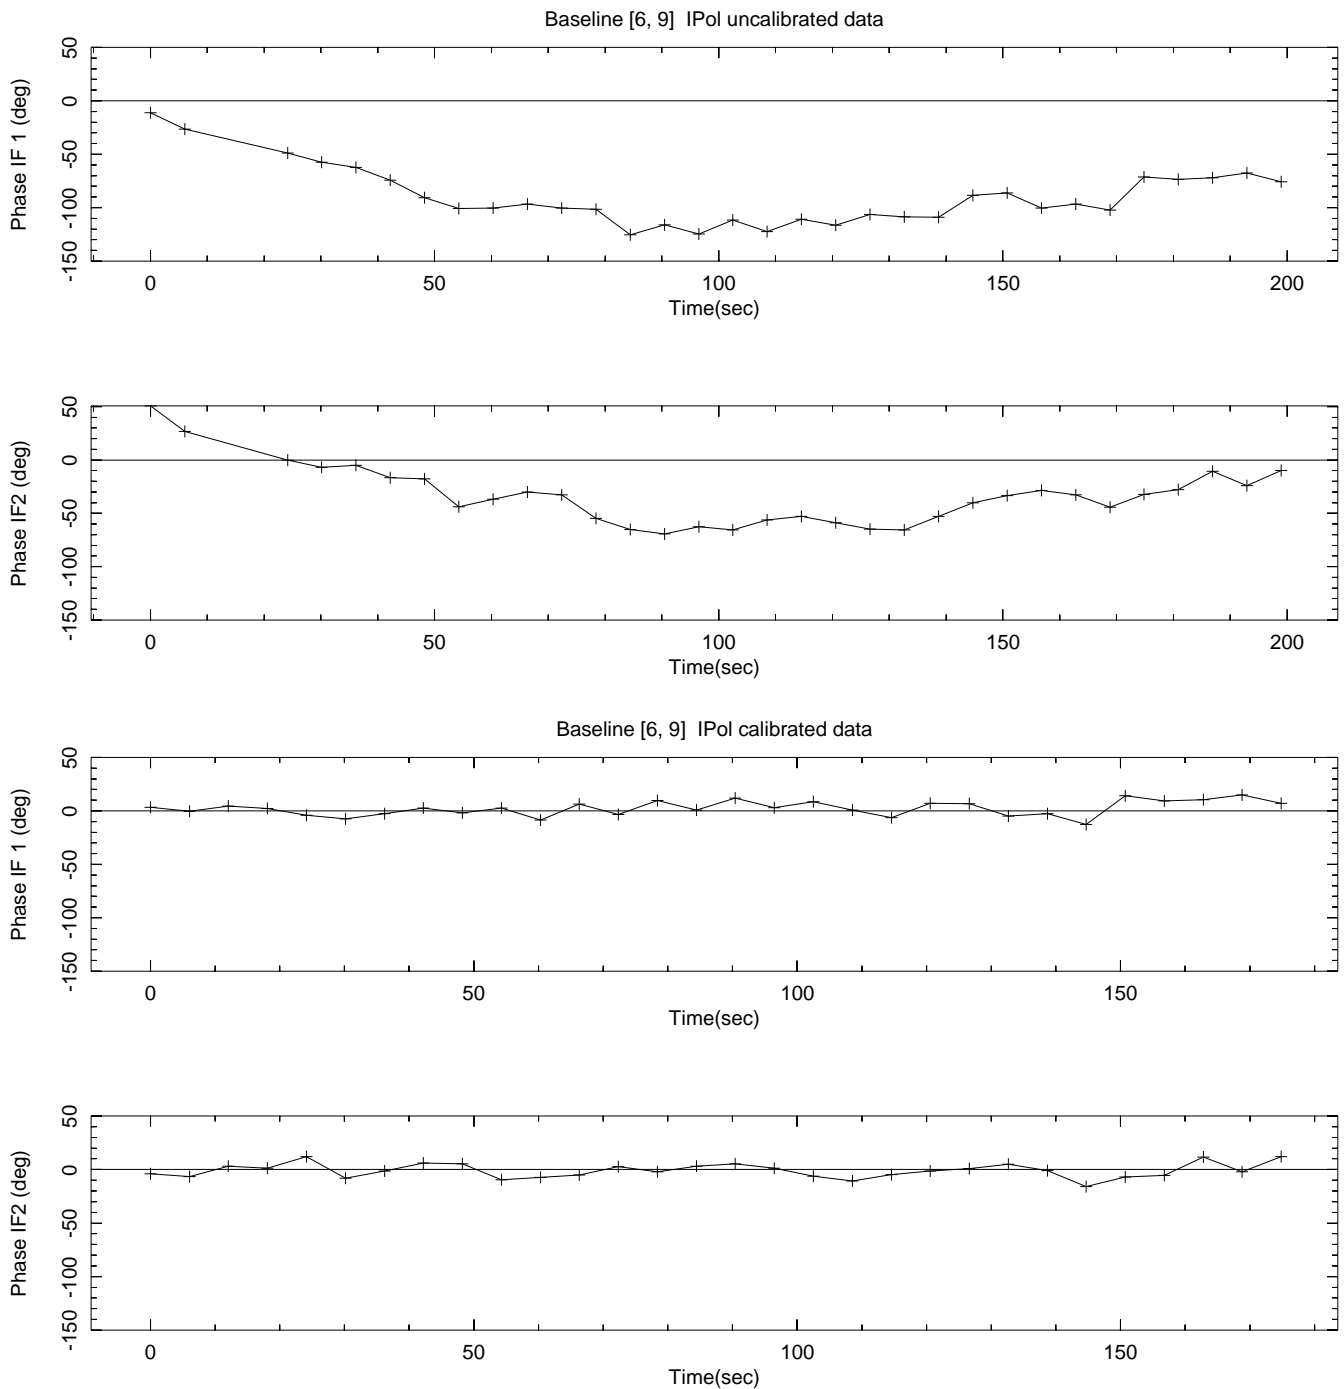 Baseline [6, 9]  IPol uncalibrated data
Phase IF 1 (deg)
50
0
-50
-100
-150
0 50 100 150 200
Time(sec)
Phase IF2 (deg)
50
0
-50
-100
-150
0 50 100 150 200
Time(sec)
Baseline [6, 9]  IPol calibrated data
Phase IF 1 (deg)
50
0
-50
-100
-150
0 50 100 150
Time(sec)
Phase IF2 (deg)
50
0
-50
-100
-150
0 50 100 150
Time(sec)